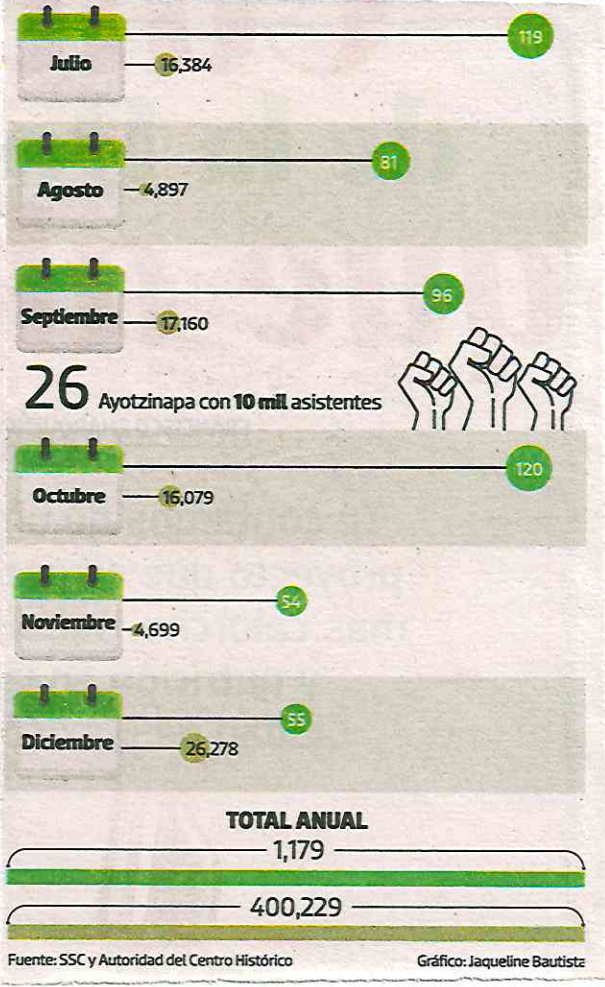 119
Julio
16,384
81
Agosto
4,897
96
Septiembre
17,160
26 Ayotzinapa con 10 mil asistentes
120
Octubre
16,079
54
Noviembre
4,699
55
Diciembre
26,278
TOTAL ANUAL
1,179
400,229
Fuente: SSC y Autoridad del Centro Histórico
Gráfico: Jaqueline Bautista